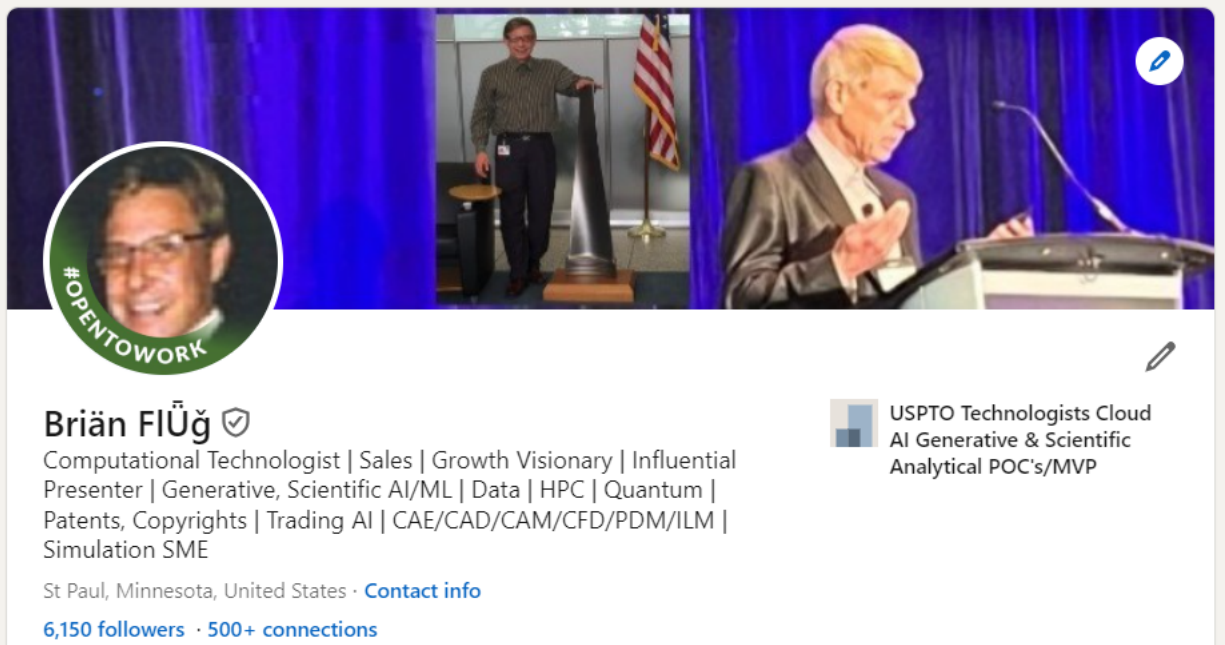 #OPENTOWORK
Briän FlǕğ
Computational Technologist | Sales | Growth Visionary | Influential
Presenter | Generative, Scientific AI/ML | Data | HPC | Quantum |
Patents, Copyrights | Trading AI | CAE/CAD/CAM/CFD/PDM/ILM |
Simulation SME
St Paul, Minnesota, United States · Contact info
6,150 followers · 500+ connections
USPTO Technologists Cloud
AI Generative & Scientific
Analytical POC's/MVP